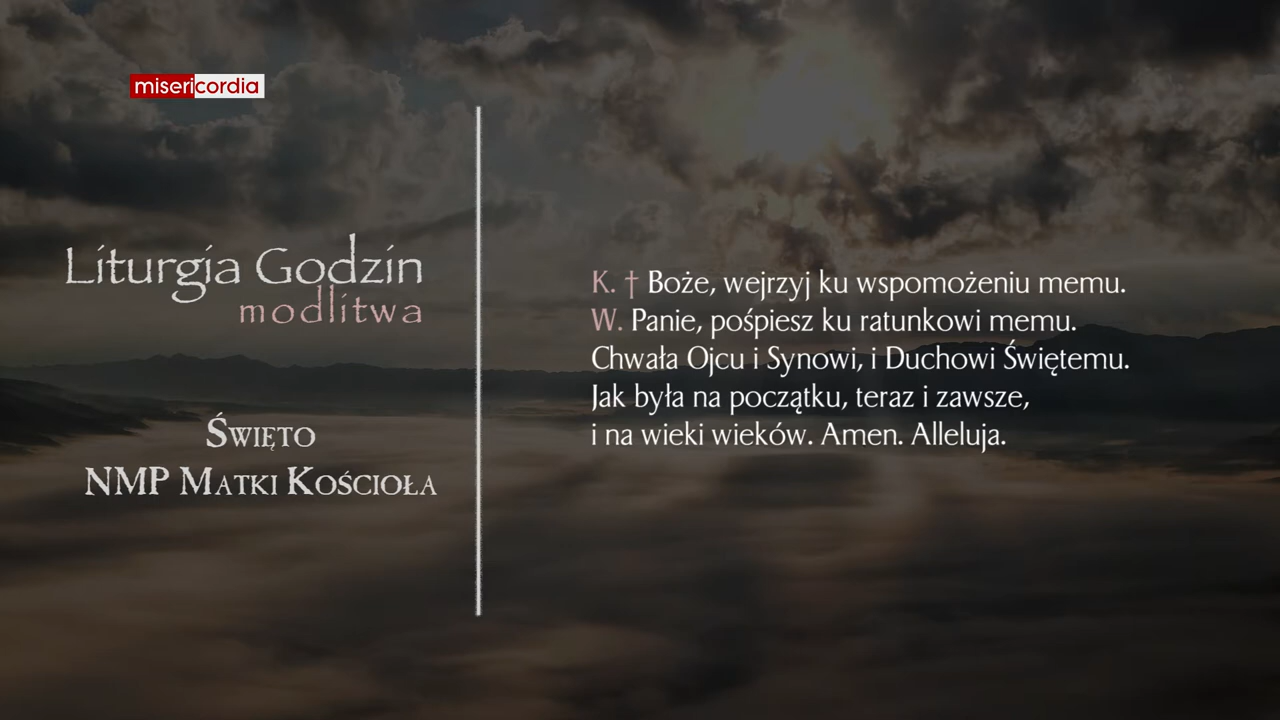 misericordia
Liturgia Godzin
modlitwa
Święto
NMP Matki Kościoła
K. † Boże, wejrzyj ku wspomożeniu memu.
W. Panie, pośpiesz ku ratunkowi memu.
Chwała Ojcu i Synowi, i Duchowi Świętemu.
Jak była na początku, teraz i zawsze,
i na wieki wieków. Amen. Alleluja.